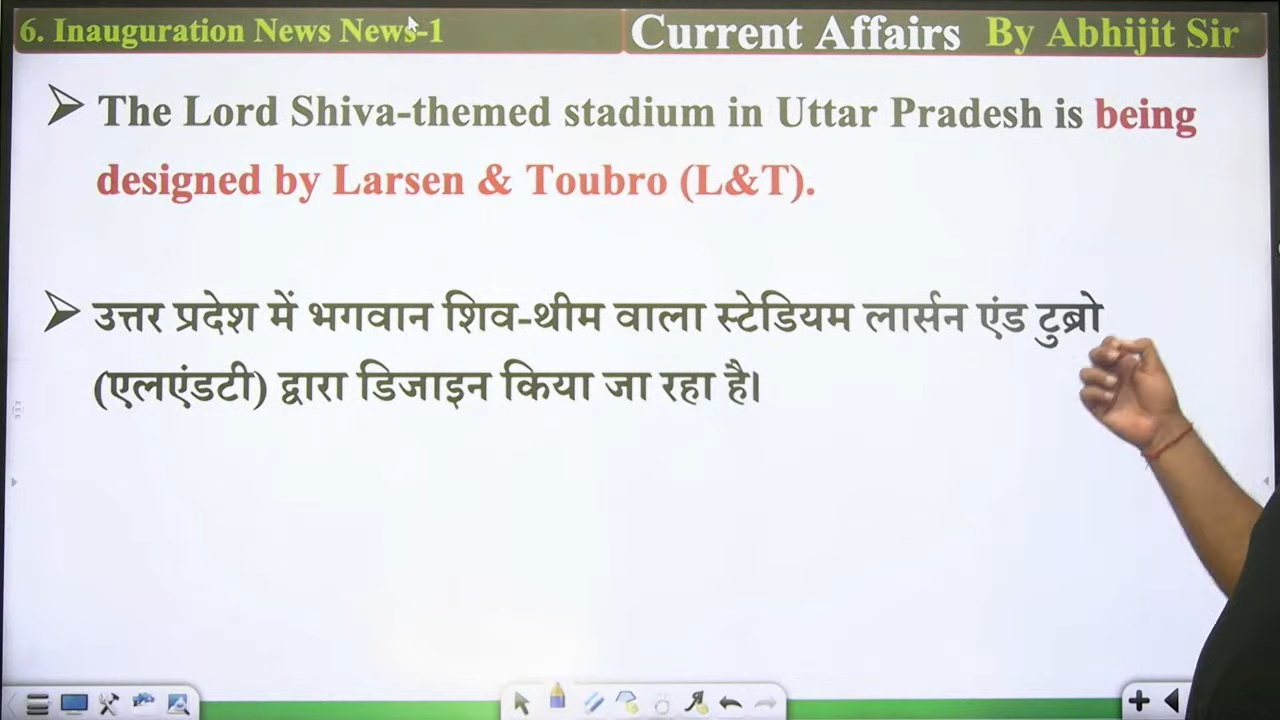 6. Inauguration News News-1
Current Affairs By Abhijit Sir
The Lord Shiva-themed stadium in Uttar Pradesh is being
designed by Larsen & Toubro (L&T).
उत्तर प्रदेश में भगवान शिव-थीम वाला स्टेडियम लार्सन एंड टुब्रो
(एलएंडटी) द्वारा डिजाइन किया जा रहा है।